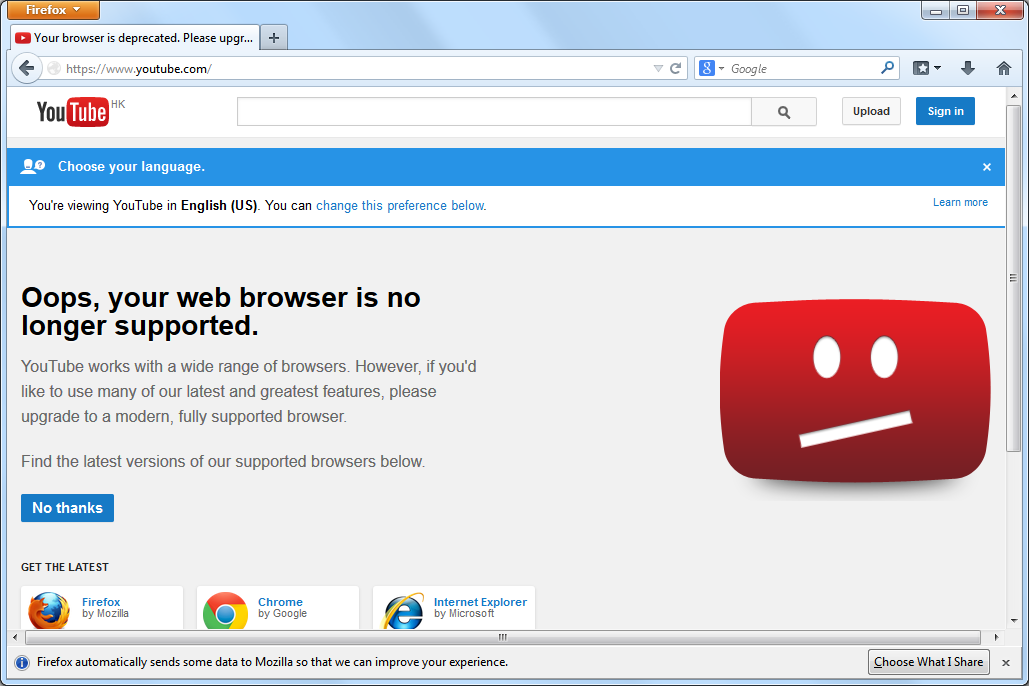 Firefox
Your browser is deprecated. Please upgr...
https://www.youtube.com/
Google
YouTube HK
Upload
Sign in
Choose your language.
You're viewing YouTube in English (US). You can change this preference below.
Learn more
Oops, your web browser is no
longer supported.
YouTube works with a wide range of browsers. However, if you'd
like to use many of our latest and greatest features, please
upgrade to a modern, fully supported browser.
Find the latest versions of our supported browsers below.
No thanks
GET THE LATEST
Firefox
by Mozilla
Chrome
by Google
Internet Explorer
by Microsoft
Firefox automatically sends some data to Mozilla so that we can improve your experience.
Choose What I Share